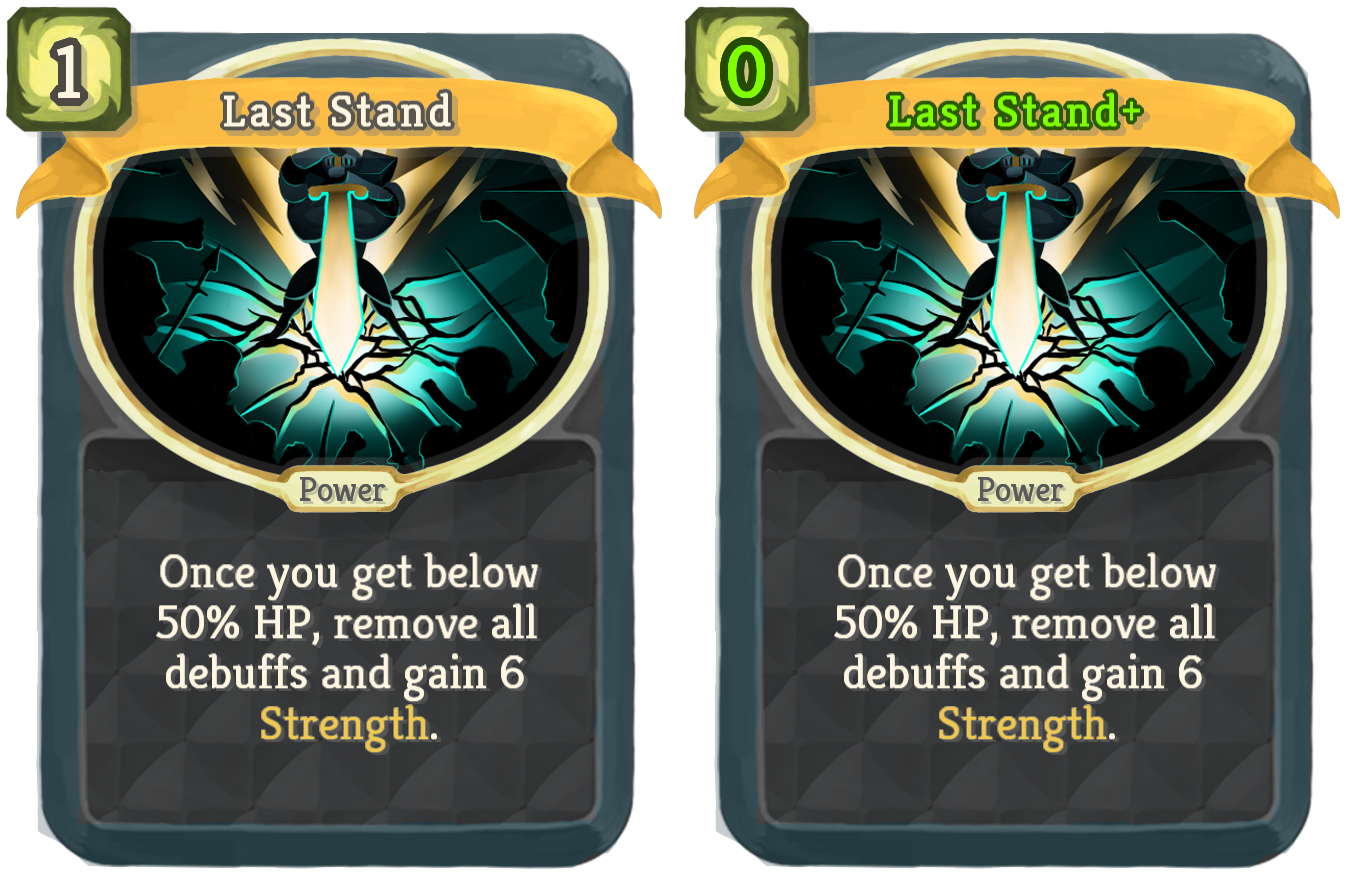 1
Last Stand
Power
Once you get below
50% HP, remove all
debuffs and gain 6
Strength.
0
Last Stand+
Power
Once you get below
50% HP, remove all
debuffs and gain 6
Strength.